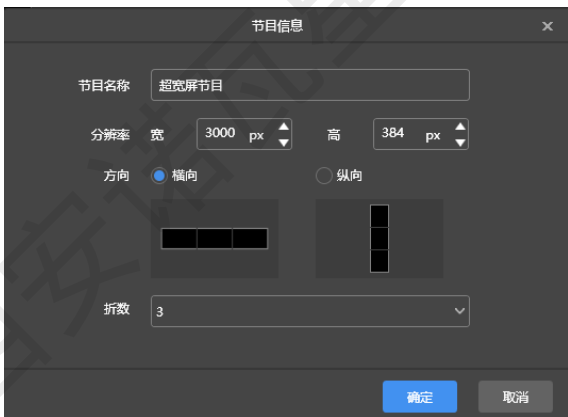 节目信息
节目名称 超宽屏节目
分辨率 宽 3000 px 高 384 px
方向 横向 纵向
折数 3
确定 取消